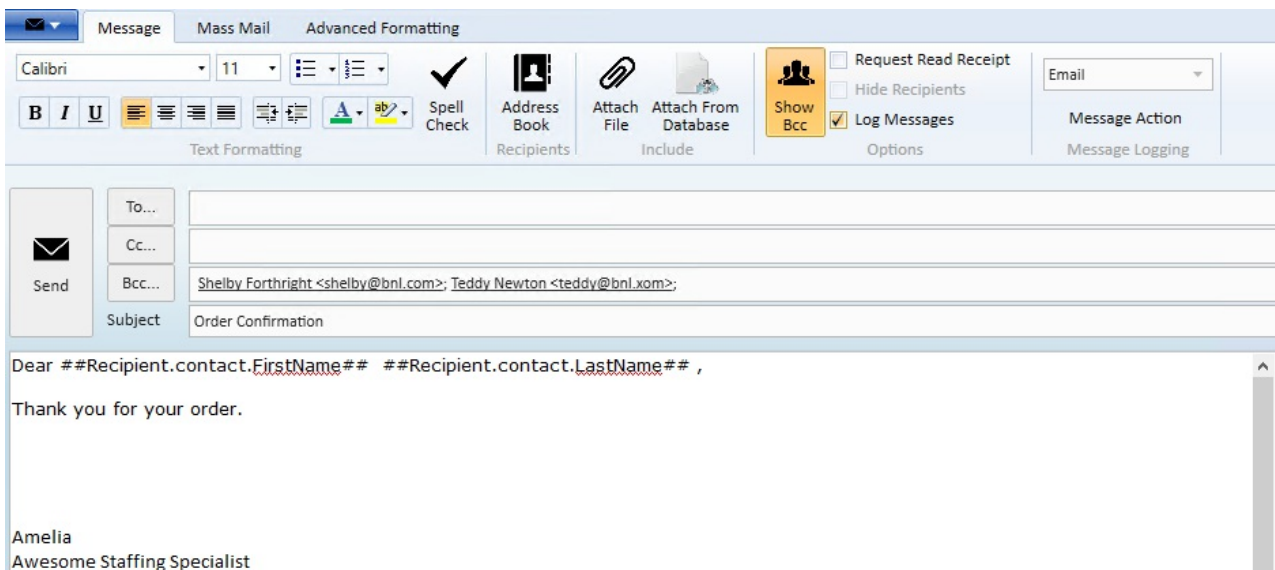 Message Mass Mail Advanced Formatting
Calibri 11
B I U A ab
Spell Check
Text Formatting
Address Book
Recipients
Attach File
Attach From Database
Include
Show Bcc
Request Read Receipt
Hide Recipients
Log Messages
Options
Email
Message Action
Message Logging
Send
To...
Cc...
Bcc... Shelby Forthright <shelby@bnl.com>; Teddy Newton <teddy@bnl.xom>;
Subject Order Confirmation
Dear ##Recipient.contact.FirstName## ##Recipient.contact.LastName## ,
Thank you for your order.
Amelia
Awesome Staffing Specialist